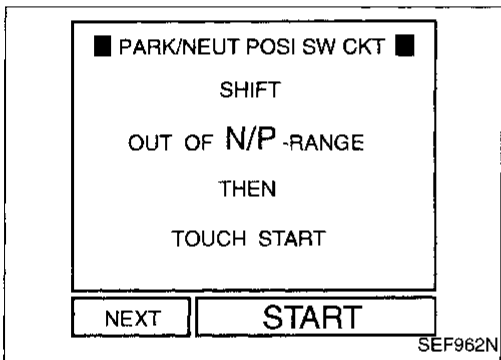 ■ PARK/NEUT POSI SW CKT ■
SHIFT
OUT OF N/P -RANGE
THEN
TOUCH START
NEXT START
SEF962N